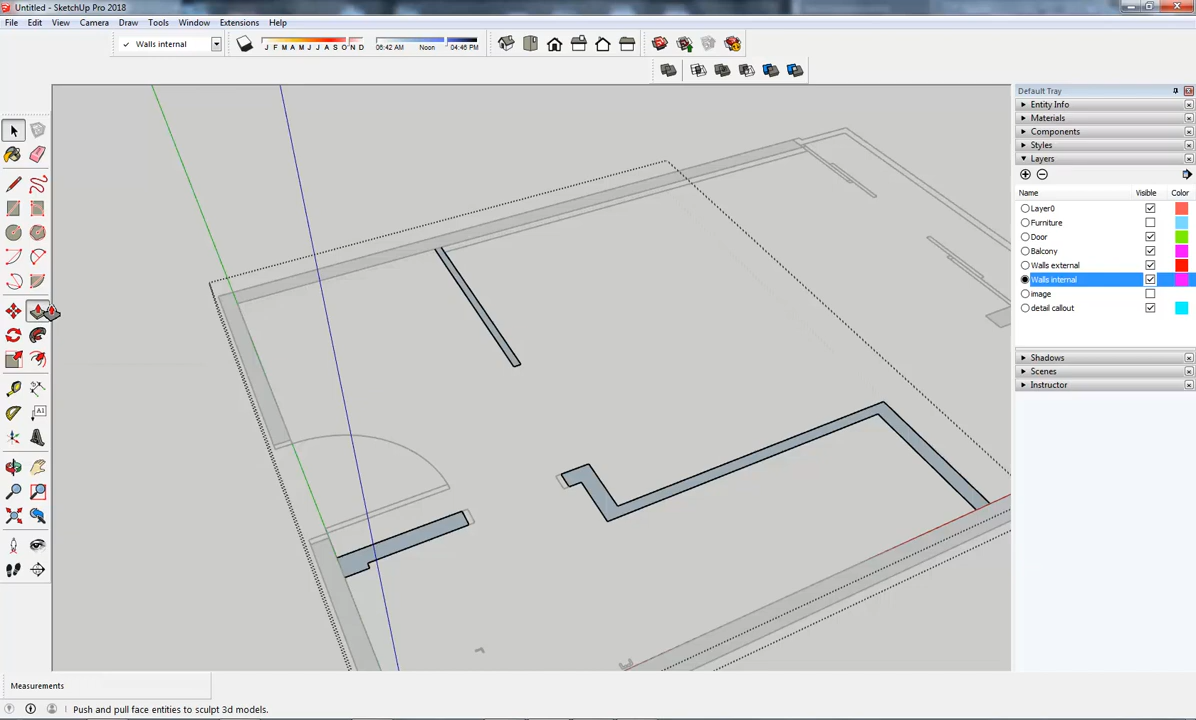 Untitled - SketchUp Pro 2018
File Edit View Camera Draw Tools Window Extensions Help
Walls internal
J F M A M J J A S O N D
06:42 AM Noon 04:46 PM
Default Tray
Entity Info
Materials
Components
Styles
Layers
Name Visible Color
Layer0
Furniture
Door
Balcony
Walls external
Walls internal
image
detail callout
Shadows
Scenes
Instructor
A1
Measurements
Push and pull face entities to sculpt 3d models.